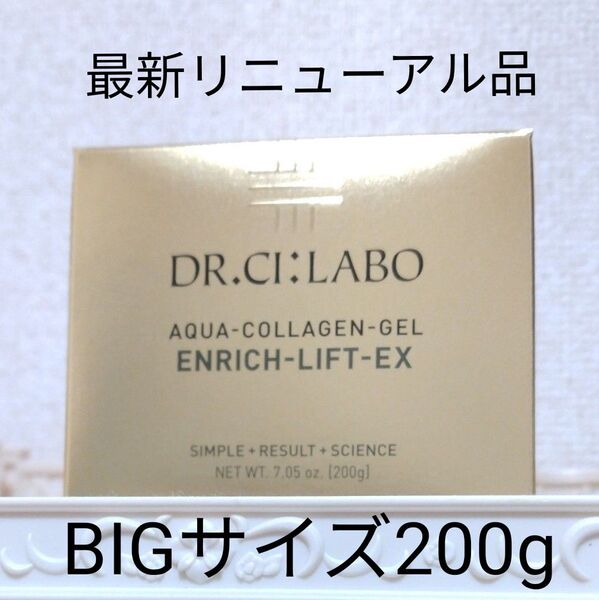 最新リニューアル品
DR.CI:LABO
AQUA-COLLAGEN-GEL
ENRICH-LIFT-EX
SIMPLE+RESULT+SCIENCE
NET WT. 7.05 oz. [200g]
BIGサイズ200g